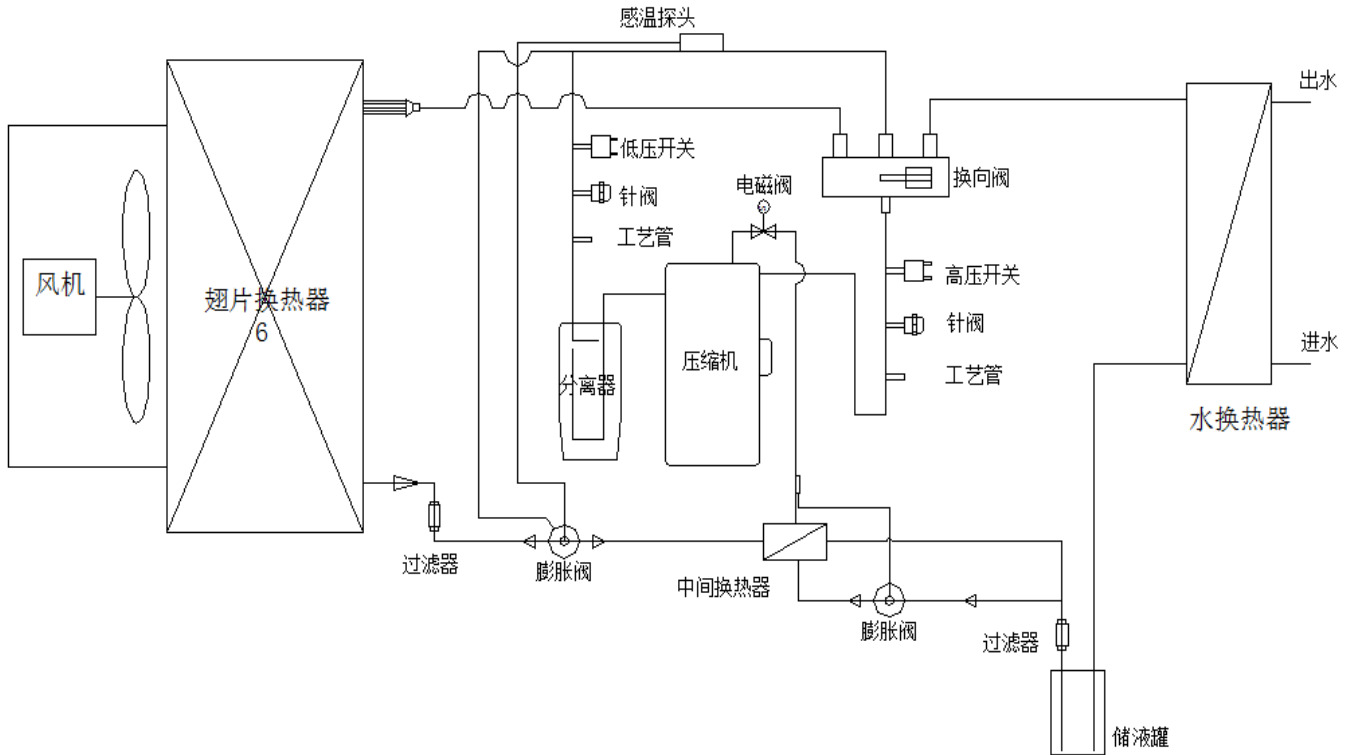 感温探头
出水
低压开关
换向阀
电磁阀
针阀
工艺管
高压开关
风机
翅片换热器
6
针阀
进水
压缩机
工艺管
分离器
水换热器
过滤器
膨胀阀
中间换热器
膨胀阀
过滤器
储液罐